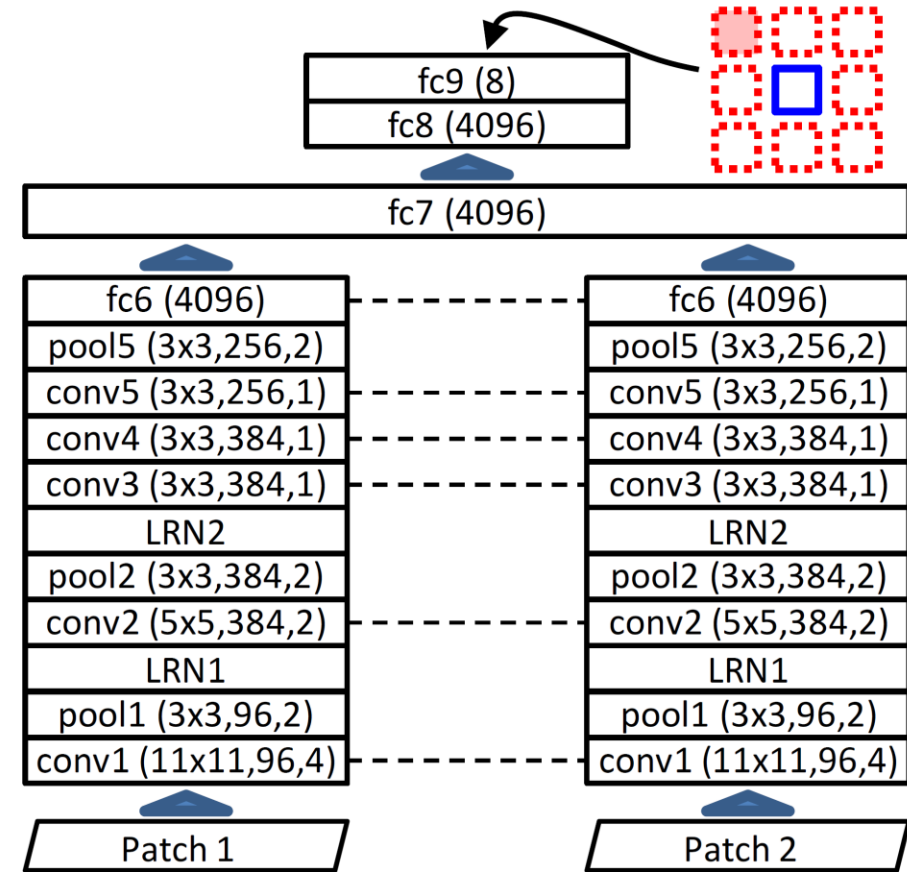 fc9 (8)
fc8 (4096)
fc7 (4096)
fc6 (4096)
pool5 (3x3,256,2)
conv5 (3x3,256,1)
conv4 (3x3,384,1)
conv3 (3x3,384,1)
LRN2
pool2 (3x3,384,2)
conv2 (5x5,384,2)
LRN1
pool1 (3x3,96,2)
conv1 (11x11,96,4)
Patch 1
fc6 (4096)
pool5 (3x3,256,2)
conv5 (3x3,256,1)
conv4 (3x3,384,1)
conv3 (3x3,384,1)
LRN2
pool2 (3x3,384,2)
conv2 (5x5,384,2)
LRN1
pool1 (3x3,96,2)
conv1 (11x11,96,4)
Patch 2